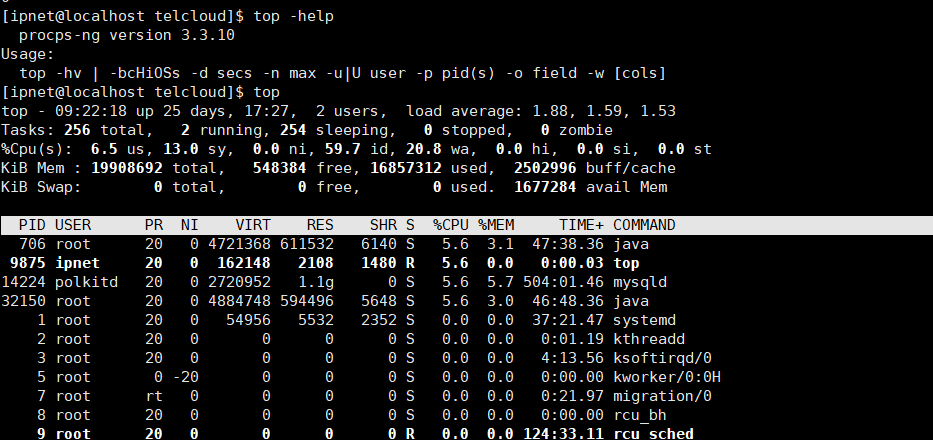 [ipnet@localhost telcloud]$ top -help
  procps-ng version 3.3.10
Usage:
  top -hv | -bcHiOSs -d secs -n max -u|U user -p pid(s) -o field -w [cols]
[ipnet@localhost telcloud]$ top
top - 09:22:18 up 25 days, 17:27,  2 users,  load average: 1.88, 1.59, 1.53
Tasks: 256 total,   2 running, 254 sleeping,   0 stopped,   0 zombie
%Cpu(s):  6.5 us, 13.0 sy,  0.0 ni, 59.7 id, 20.8 wa,  0.0 hi,  0.0 si,  0.0 st
KiB Mem : 19908692 total,   548384 free, 16857312 used,  2502996 buff/cache
KiB Swap:        0 total,        0 free,        0 used.  1677284 avail Mem
  PID USER      PR  NI    VIRT    RES    SHR S  %CPU %MEM     TIME+ COMMAND
  706 root      20   0 4721368 611532   6140 S   5.6  3.1  47:38.36 java
 9875 ipnet     20   0  162148   2108   1480 R   5.6  0.0   0:00.03 top
14224 polkitd   20   0 2720952   1.1g      0 S   5.6  5.7 504:01.46 mysqld
32150 root      20   0 4884748 594496   5648 S   5.6  3.0  46:48.36 java
    1 root      20   0   54956   5532   2352 S   0.0  0.0  37:21.47 systemd
    2 root      20   0       0      0      0 S   0.0  0.0   0:01.19 kthreadd
    3 root      20   0       0      0      0 S   0.0  0.0   4:13.56 ksoftirqd/0
    5 root       0 -20       0      0      0 S   0.0  0.0   0:00.00 kworker/0:0H
    7 root      rt   0       0      0      0 S   0.0  0.0   0:21.97 migration/0
    8 root      20   0       0      0      0 S   0.0  0.0   0:00.00 rcu_bh
    9 root      20   0       0      0      0 R   0.0  0.0 124:33.11 rcu_sched